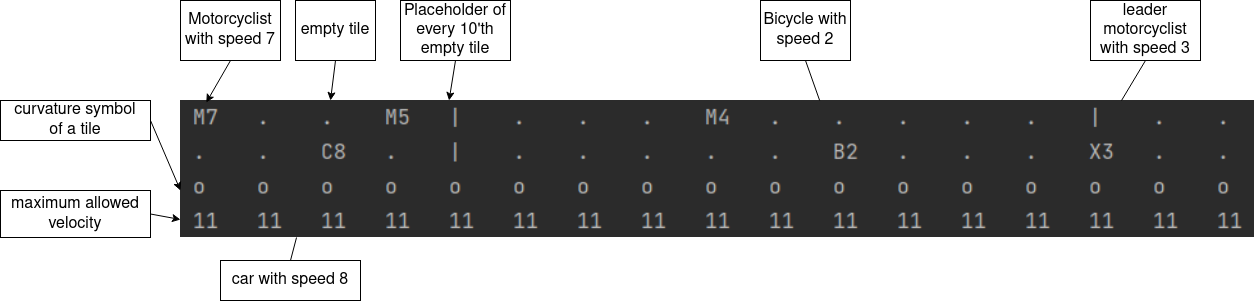 Motorcyclist
with speed 7
empty tile
Placeholder of
every 10'th
empty tile
Bicycle with
speed 2
leader
motorcyclist
with speed 3
curvature symbol
of a tile
maximum allowed
velocity
M7 . . M5 | . . . M4 . . . . . | . .
. . C8 . | . . . . . B2 . . . X3 . .
o o o o o o o o o o o o o o o o o
11 11 11 11 11 11 11 11 11 11 11 11 11 11 11 11 11
car with speed 8